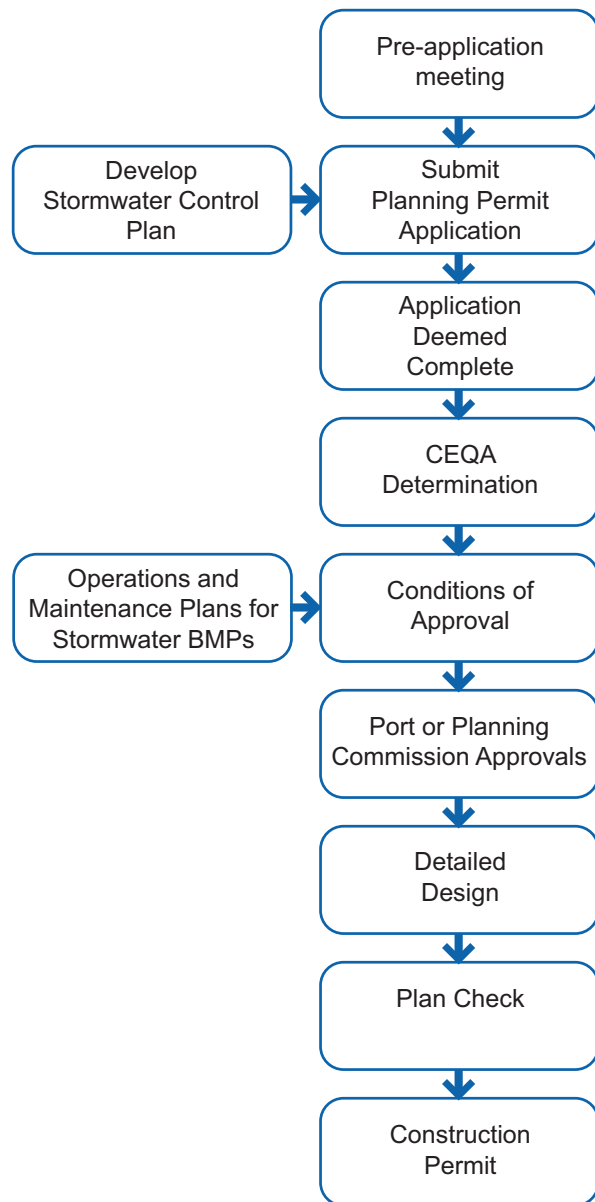 Pre-application
meeting
Develop
Stormwater Control
Plan
Submit
Planning Permit
Application
Application
Deemed
Complete
CEQA
Determination
Operations and
Maintenance Plans for
Stormwater BMPs
Conditions of
Approval
Port or Planning
Commission Approvals
Detailed
Design
Plan Check
Construction
Permit